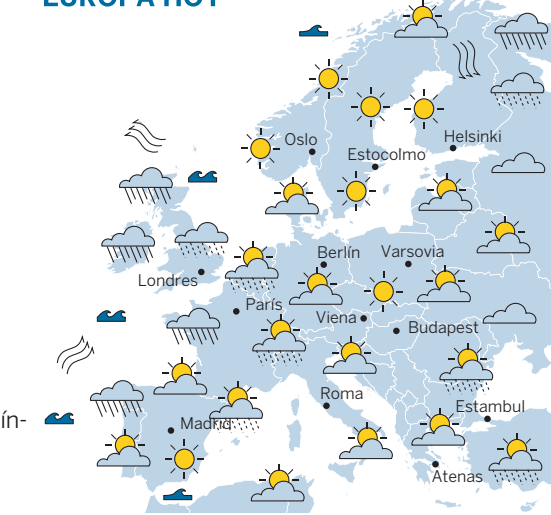 EUROPA HOY
Oslo
Helsinki
Estocolmo
Berlín
Varsovia
Londres
París
Viena
Budapest
Roma
Estambul
Madrid
ín-
Atenas